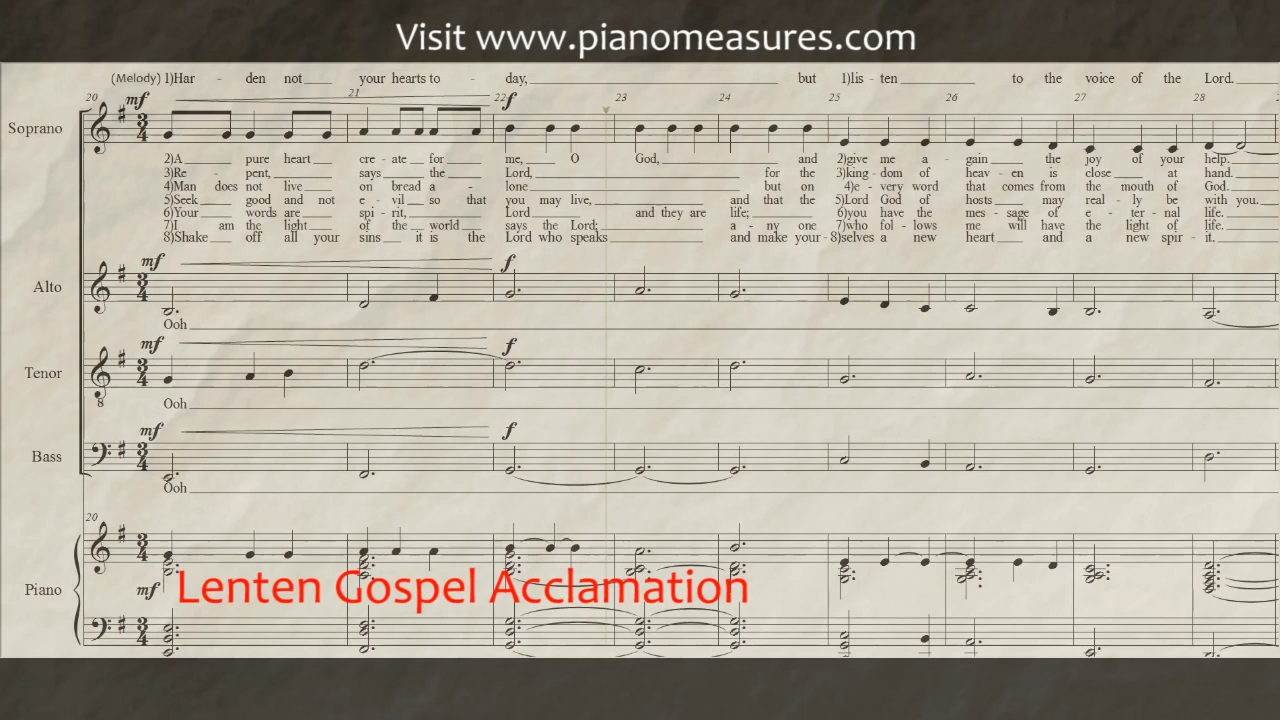 Visit www.pianomeasures.com
(Melody) 1)Har - den not your hearts to - day, but 1)lis - ten to the voice of the Lord.
20 mf 21 22 f 23 24 25 26 27 28
Soprano
2)A pure heart cre - ate for me, O God, and 2)give me a - gain the joy of your help.
3)Re - pent, says the Lord, for the 3)king - dom of heav - en is close at hand.
4)Man does not live on bread a - lone but on 4)e - very word that comes from the mouth of God.
5)Seek good and not e - vil so that you may live, and that the 5)Lord God of hosts may real - ly be with you.
6)Your words are spi - rit, Lord and they are life; 6)you have the mes - sage of e - ter - nal life.
7)I am the light of the world says the Lord; a - ny one 7)who fol - lows me will have the light of life.
8)Shake off all your sins it is the Lord who speaks and make your - 8)selves a new heart and a new spir - it.
mf f
Alto
Ooh
mf f
Tenor
8
Ooh
mf f
Bass
Ooh
20
Piano mf
Lenten Gospel Acclamation